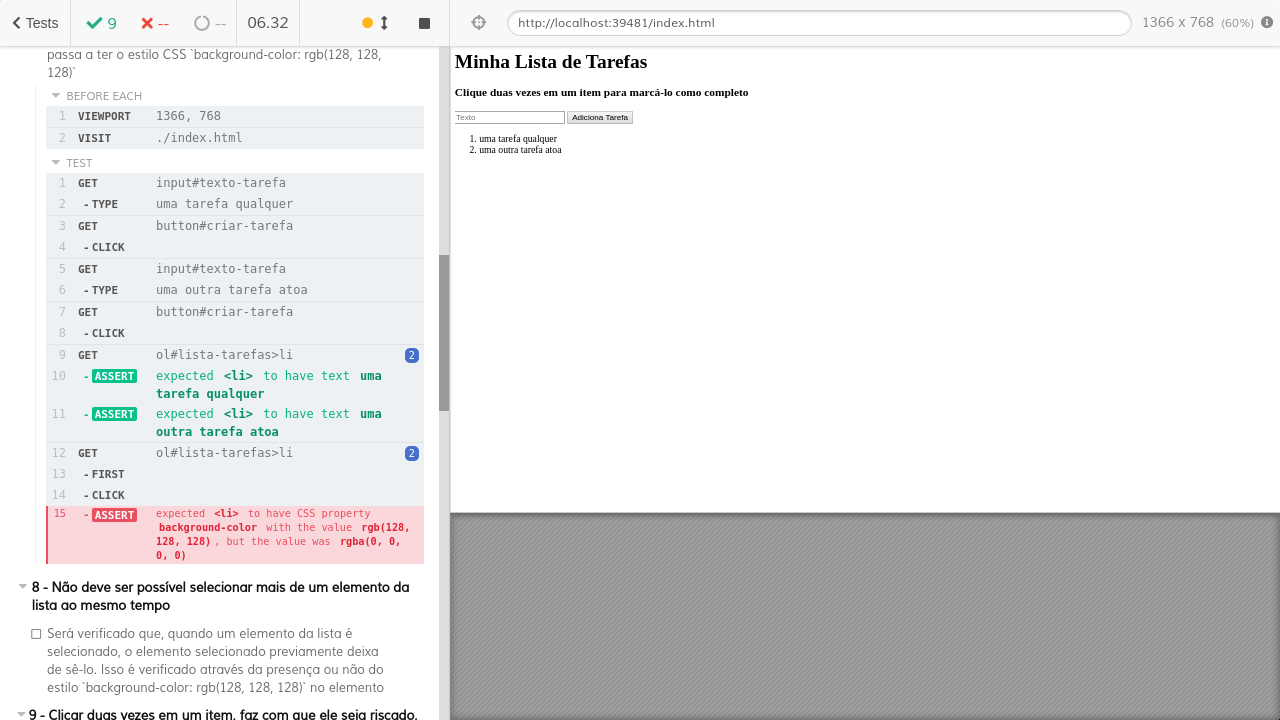 Tests
9
--
--
06.32
http://localhost:39481/index.html
1366 x 768 (60%)
passa a ter o estilo CSS `background-color: rgb(128, 128,
128)`
BEFORE EACH
1 VIEWPORT 1366, 768
2 VISIT ./index.html
TEST
1 GET input#texto-tarefa
2 - TYPE uma tarefa qualquer
3 GET button#criar-tarefa
4 - CLICK
5 GET input#texto-tarefa
6 - TYPE uma outra tarefa atoa
7 GET button#criar-tarefa
8 - CLICK
9 GET ol#lista-tarefas>li 2
10 - ASSERT expected <li> to have text uma
tarefa qualquer
11 - ASSERT expected <li> to have text uma
outra tarefa atoa
12 GET ol#lista-tarefas>li 2
13 - FIRST
14 - CLICK
15 - ASSERT expected <li> to have CSS property
background-color with the value rgb(128,
128, 128) , but the value was rgba(0, 0,
0, 0)
8 - Não deve ser possível selecionar mais de um elemento da
lista ao mesmo tempo
Será verificado que, quando um elemento da lista é
selecionado, o elemento selecionado previamente deixa
de sê-lo. Isso é verificado através da presença ou não do
estilo `background-color: rgb(128, 128, 128)` no elemento
9 - Clicar duas vezes em um item, faz com que ele seja riscado,
Minha Lista de Tarefas
Clique duas vezes em um item para marcá-lo como completo
Texto
Adiciona Tarefa
1. uma tarefa qualquer
2. uma outra tarefa atoa